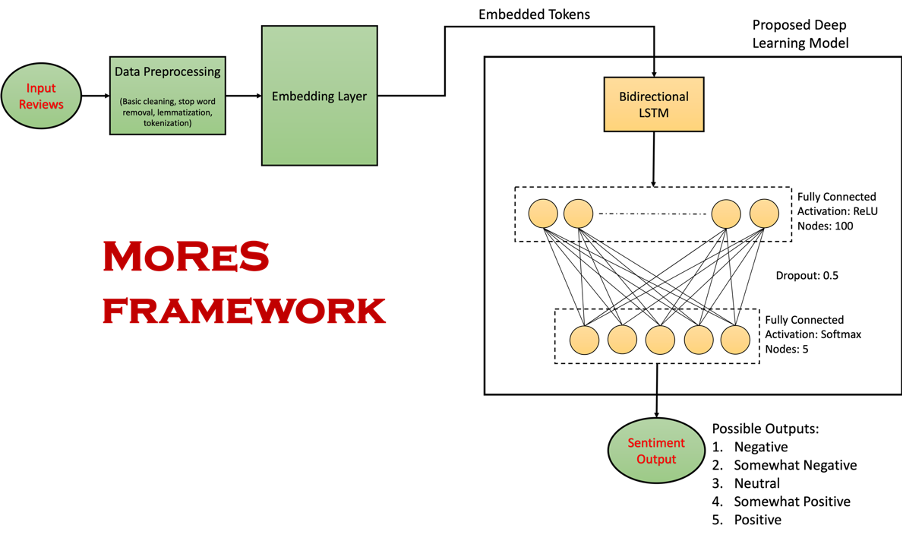 Embedded Tokens
Proposed Deep
Learning Model
Input
Reviews
Data Preprocessing
(Basic cleaning, stop word
removal, lemmatization,
tokenization)
Embedding Layer
Bidirectional
LSTM
Fully Connected
Activation: ReLU
Nodes: 100
MoReS
framework
Dropout: 0.5
Fully Connected
Activation: Softmax
Nodes: 5
Sentiment
Output
Possible Outputs:
1. Negative
2. Somewhat Negative
3. Neutral
4. Somewhat Positive
5. Positive